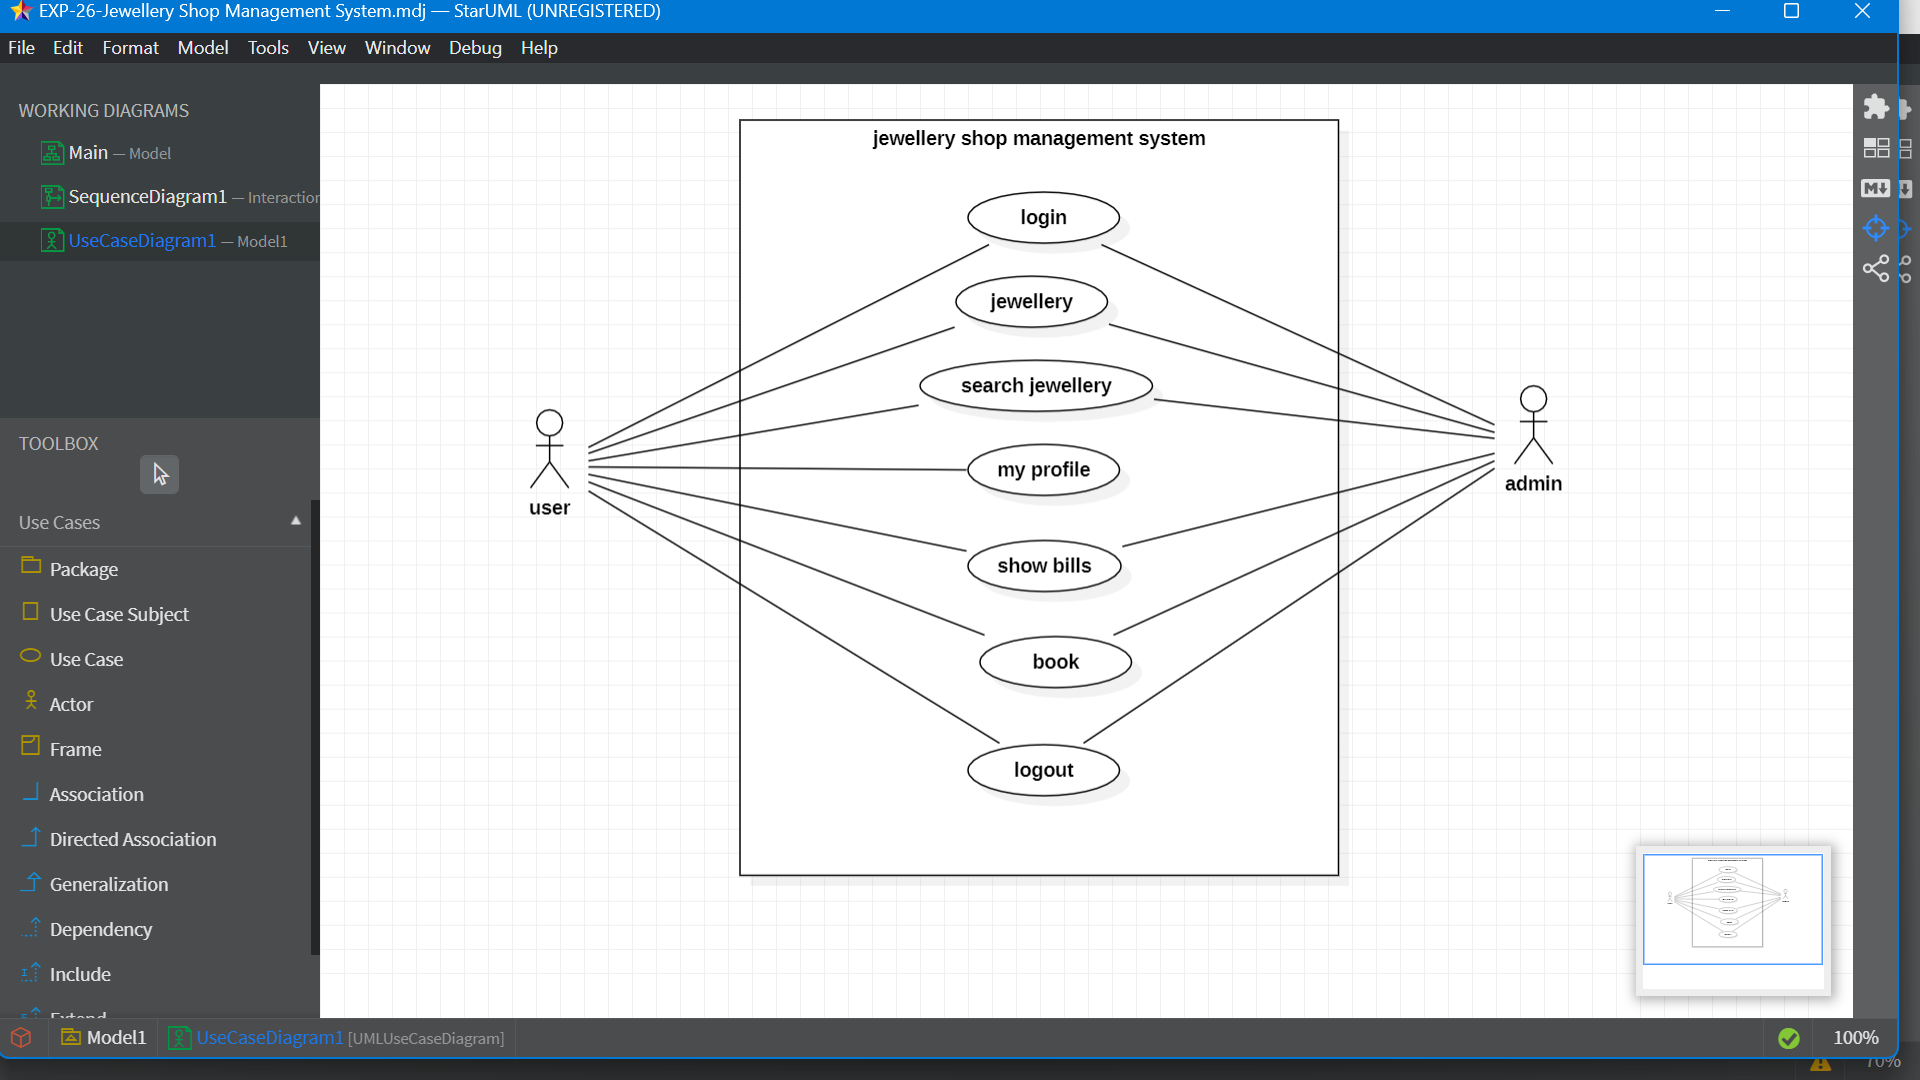 EXP-26-Jewellery Shop Management System.mdj — StarUML (UNREGISTERED)
File Edit Format Model Tools View Window Debug Help
WORKING DIAGRAMS
Main — Model
SequenceDiagram1 — Interaction
UseCaseDiagram1 — Model1
TOOLBOX
Use Cases
Package
Use Case Subject
Use Case
Actor
Frame
Association
Directed Association
Generalization
Dependency
Include
Extend
jewellery shop management system
login
jewellery
search jewellery
my profile
show bills
book
logout
user
admin
M
Model1 UseCaseDiagram1 [UMLUseCaseDiagram] 100%
70%